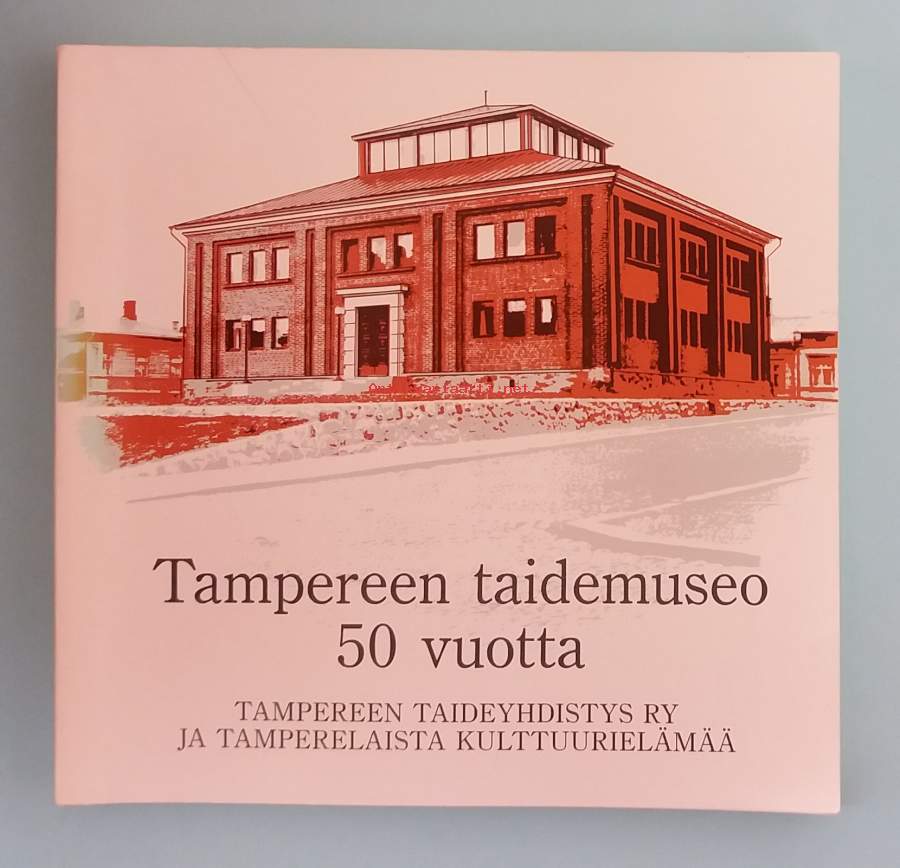 Tampereen taidemuseo
50 vuotta
TAMPEREEN TAIDEYHDISTYS RY
JA TAMPERELAISTA KULTTUURIELÄMÄÄ